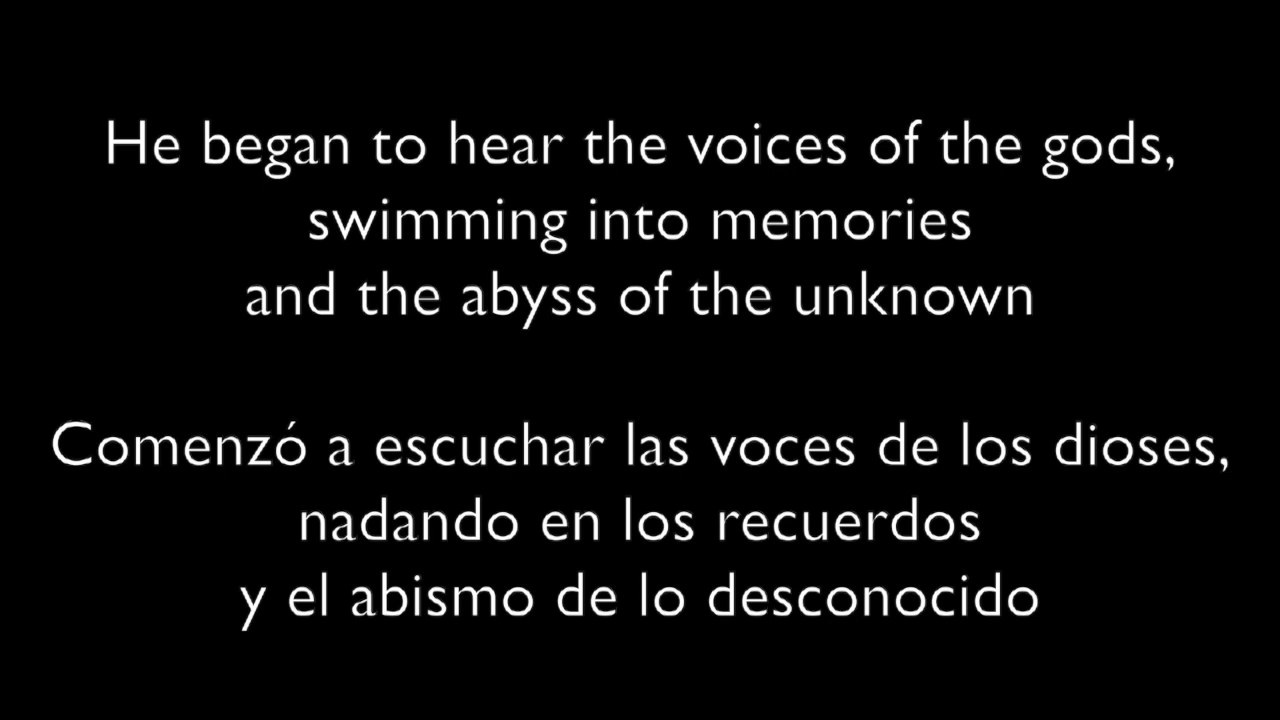 He began to hear the voices of the gods,
swimming into memories
and the abyss of the unknown
Comenzó a escuchar las voces de los dioses,
nadando en los recuerdos
y el abismo de lo desconocido